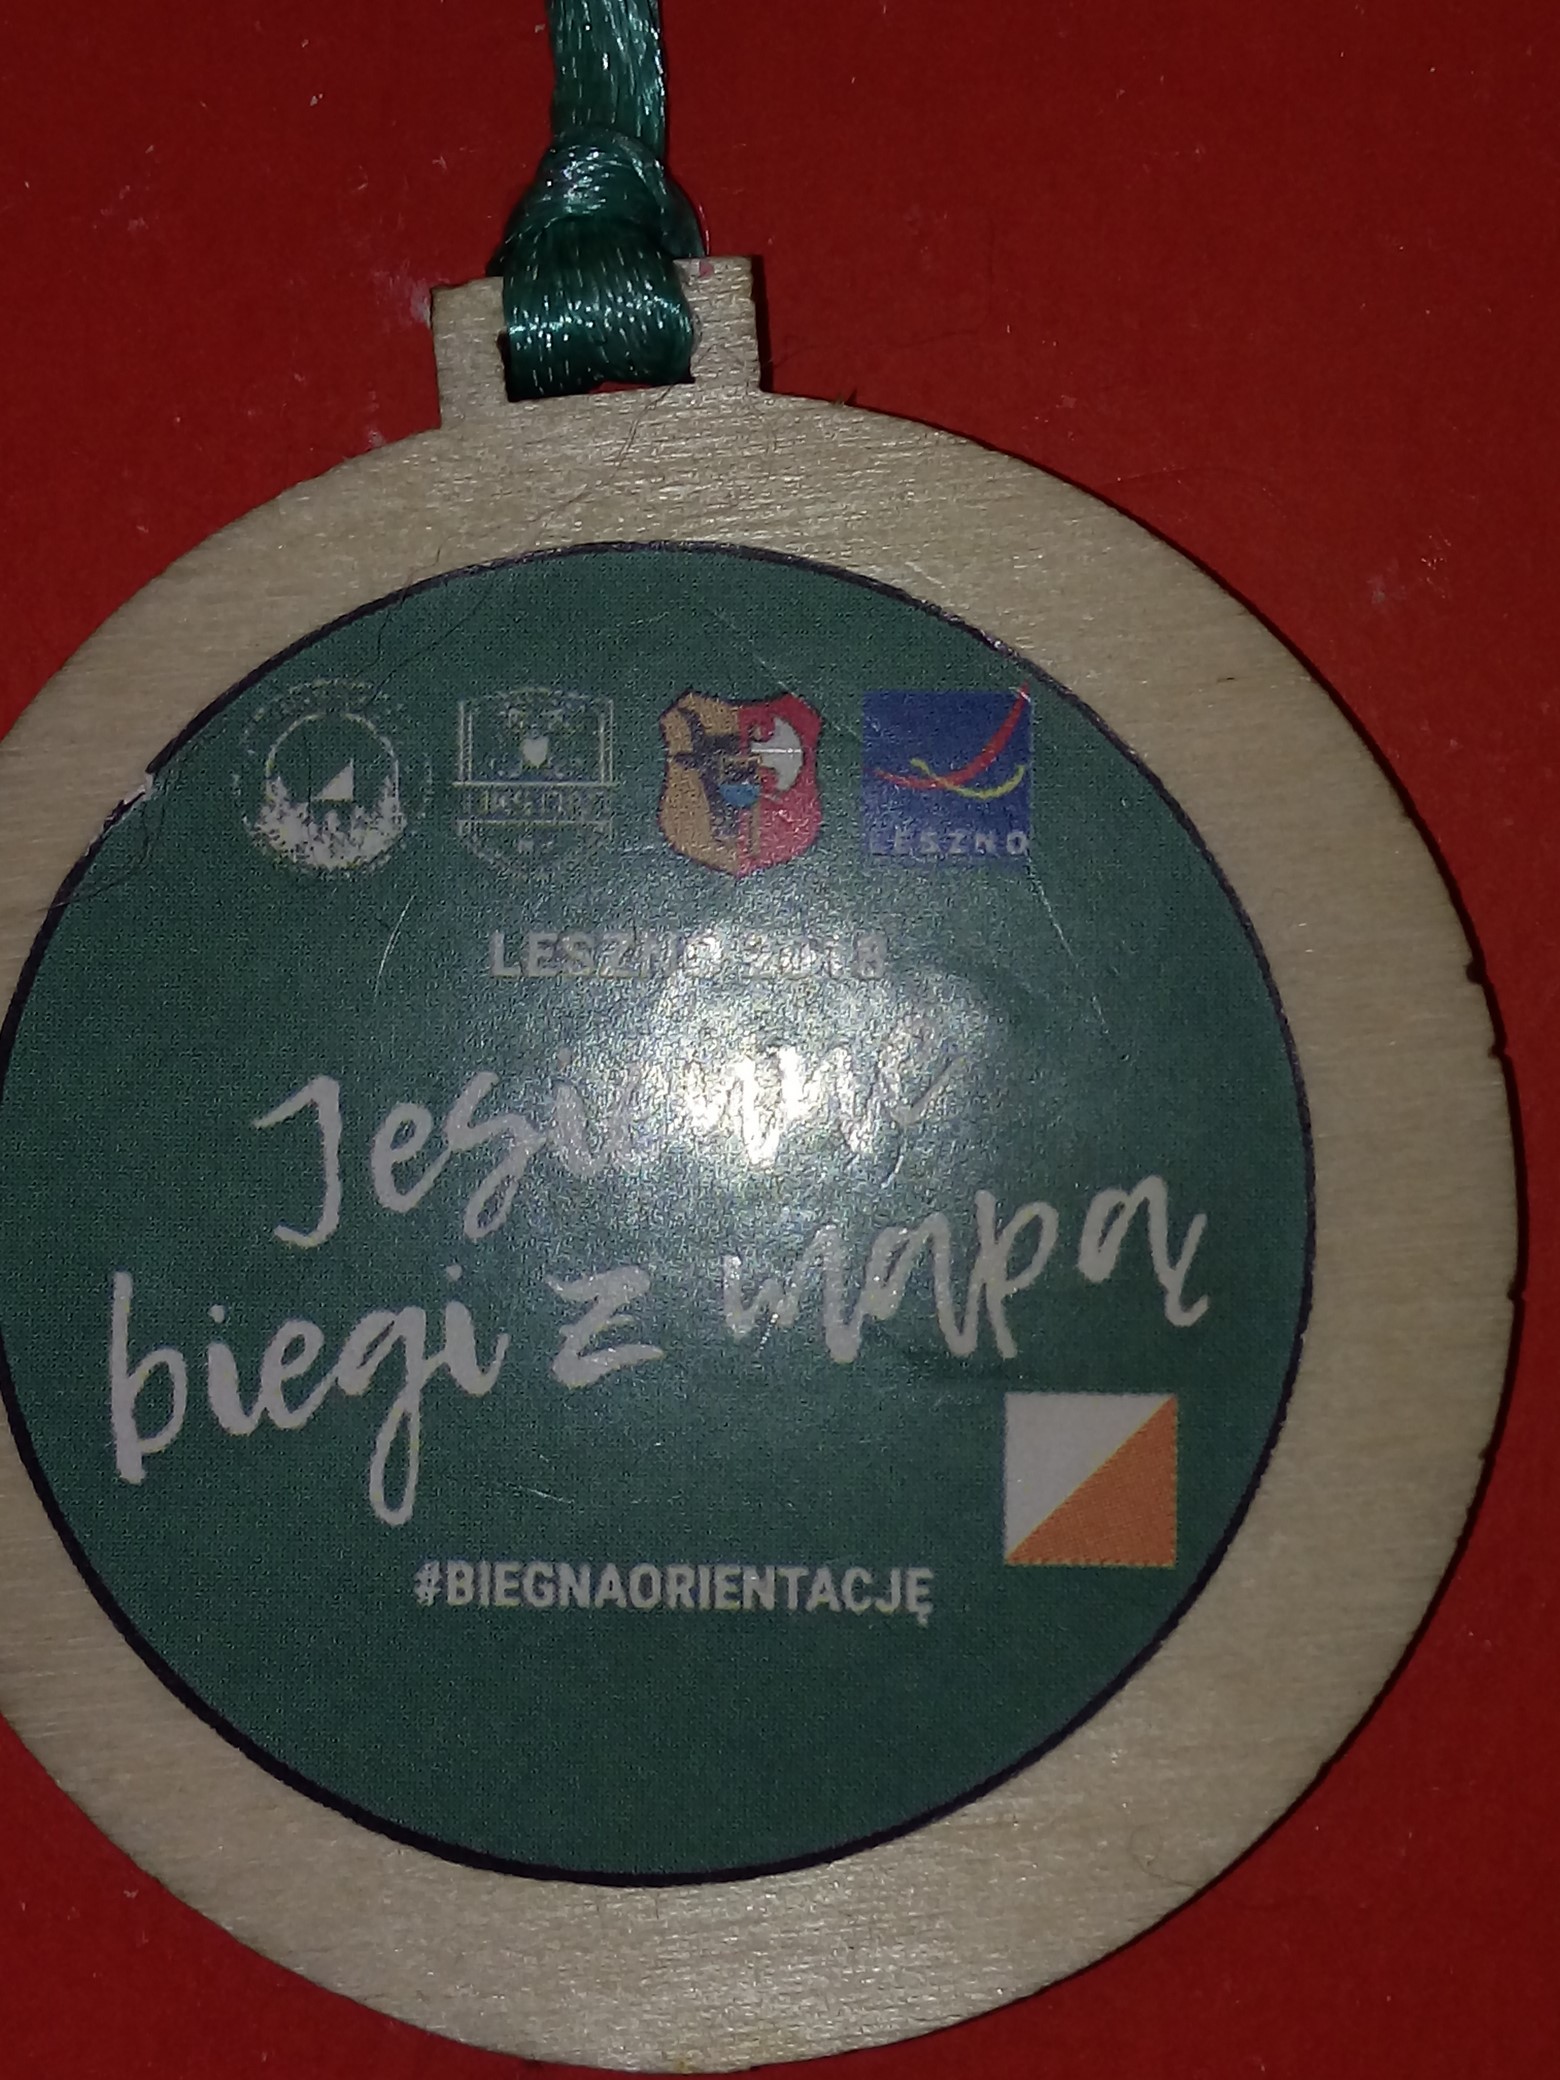 LESZNO
LESZNO 2018
Jesienne
biegi z mapą
#BIEGNAORIENTACJĘ